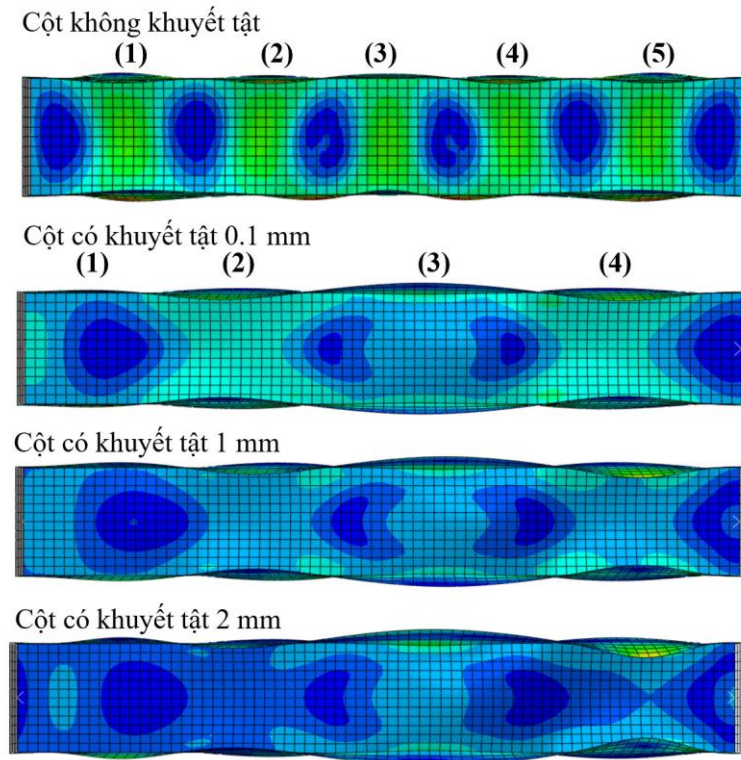 Cột không khuyết tật
(1) (2) (3) (4) (5)
Cột có khuyết tật 0.1 mm
(1) (2) (3) (4)
Cột có khuyết tật 1 mm
Cột có khuyết tật 2 mm